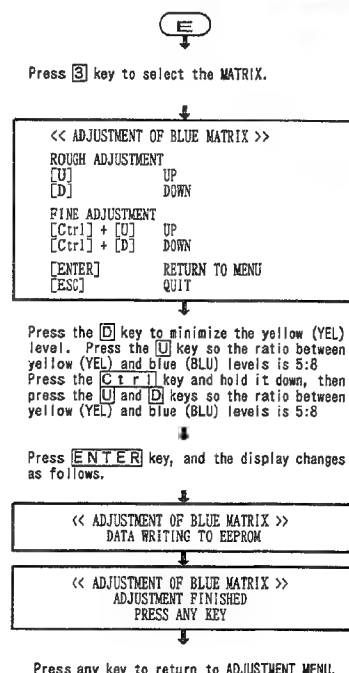 E
Press 3 key to select the MATRIX.
<< ADJUSTMENT OF BLUE MATRIX >>
ROUGH ADJUSTMENT
[U] UP
[D] DOWN
FINE ADJUSTMENT
[Ctrl] + [U] UP
[Ctrl] + [D] DOWN
[ENTER] RETURN TO MENU
[ESC] QUIT
Press the D key to minimize the yellow (YEL)
level. Press the U key so the ratio between
yellow (YEL) and blue (BLU) levels is 5:8
Press the Ctrl key and hold it down, then
press the U and D keys so the ratio between
yellow (YEL) and blue (BLU) levels is 5:8
Press ENTER key, and the display changes
as follows.
<< ADJUSTMENT OF BLUE MATRIX >>
DATA WRITING TO EEPROM
<< ADJUSTMENT OF BLUE MATRIX >>
ADJUSTMENT FINISHED
PRESS ANY KEY
Press any key to return to ADJUSTMENT MENU.